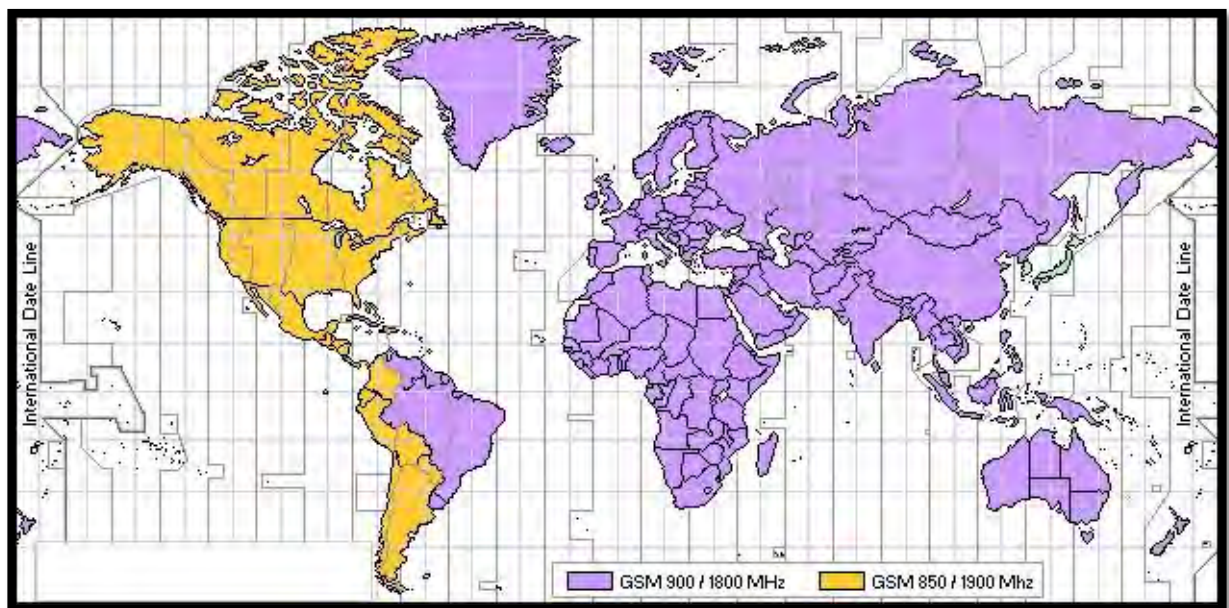 International Date Line
International Date Line
GSM 900 / 1800 MHz
GSM 850 / 1900 Mhz